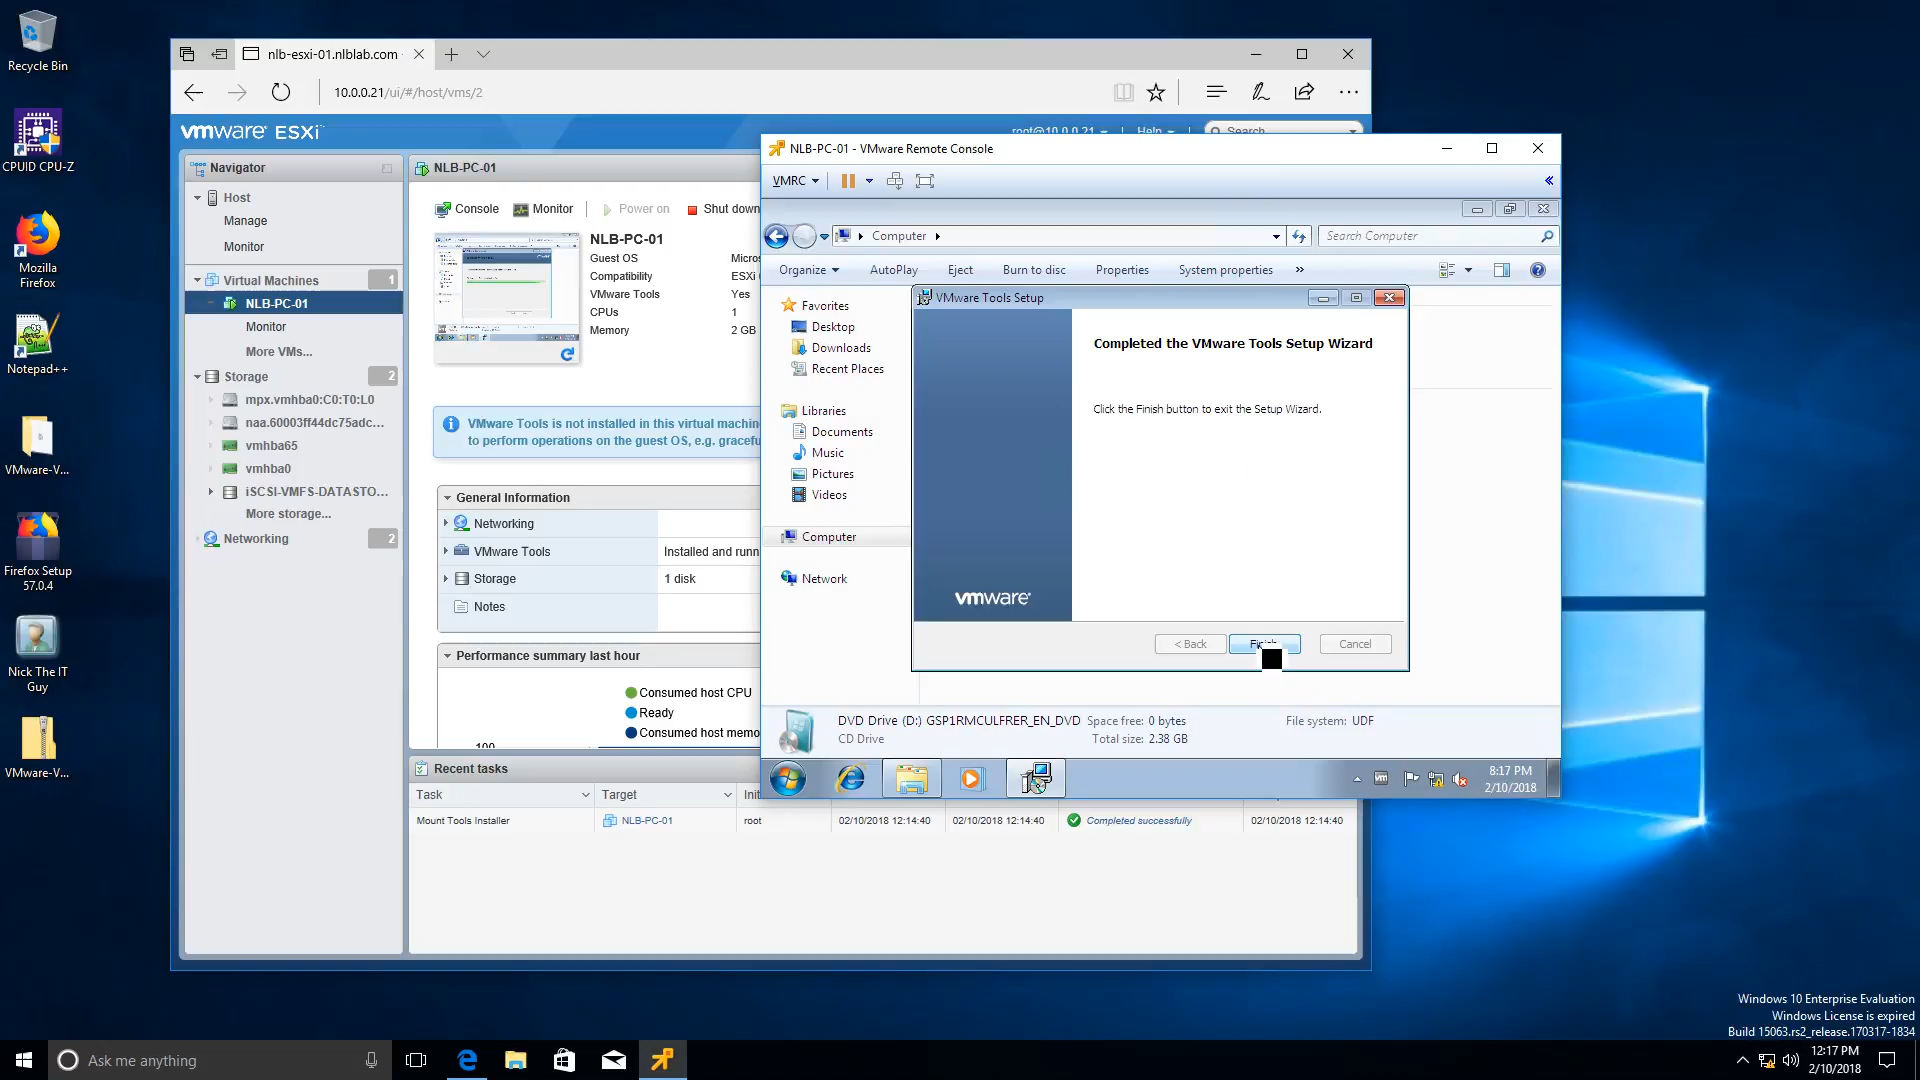 Recycle Bin
CPUID CPU-Z
Mozilla
Firefox
Notepad++
VMware-V...
Firefox Setup
57.0.4
Nick The IT
Guy
VMware-V...
nlb-esxi-01.nlblab.com
10.0.0.21/ui/#/host/vms/2
vmware ESXi
root@10.0.0.21
Help
Search
Navigator
Host
Manage
Monitor
Virtual Machines 1
NLB-PC-01
Monitor
More VMs...
Storage 2
mpx.vmhba0:C0:T0:L0
naa.60003ff44dc75adc...
vmhba65
vmhba0
iSCSI-VMFS-DATASTO...
More storage...
Networking 2
NLB-PC-01
Console Monitor Power on Shut down
NLB-PC-01
Guest OS
Compatibility
VMware Tools Yes
CPUs 1
Memory 2 GB
VMware Tools is not installed in this virtual
to perform operations on the guest OS, e.g.
General Information
Networking
VMware Tools Installed and
Storage 1 disk
Notes
Performance summary last hour
Consumed host CPU
Ready
Consumed host
100
Recent tasks
Task Target
Mount Tools Installer NLB-PC-01 root 02/10/2018 12:14:40 02/10/2018 12:14:40 Completed successfully 02/10/2018 12:14:40
NLB-PC-01 - VMware Remote Console
VMRC
Computer
Search Computer
Organize AutoPlay Eject Burn to disc Properties System properties »
Favorites
Desktop
Downloads
Recent Places
Libraries
Documents
Music
Pictures
Videos
Computer
Network
VMware Tools Setup
Completed the VMware Tools Setup Wizard
Click the Finish button to exit the Setup Wizard.
vmware
< Back Finish Cancel
DVD Drive (D:) GSP1RMCULFRER_EN_DVD Space free: 0 bytes File system: UDF
CD Drive Total size: 2.38 GB
8:17 PM
2/10/2018
Windows 10 Enterprise Evaluation
Windows License is expired
Build 15063.rs2_release.170317-1834
Ask me anything
12:17 PM
2/10/2018